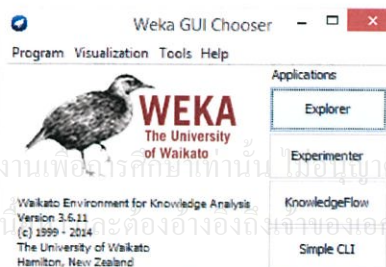 Weka GUI Chooser
Program Visualization Tools Help
Applications
WEKA
The University
of Waikato
Explorer
Experimenter
KnowledgeFlow
Simple CLI
Waikato Environment for Knowledge Analysis
Version 3.6.11
(c) 1999 - 2014
The University of Waikato
Hamilton, New Zealand